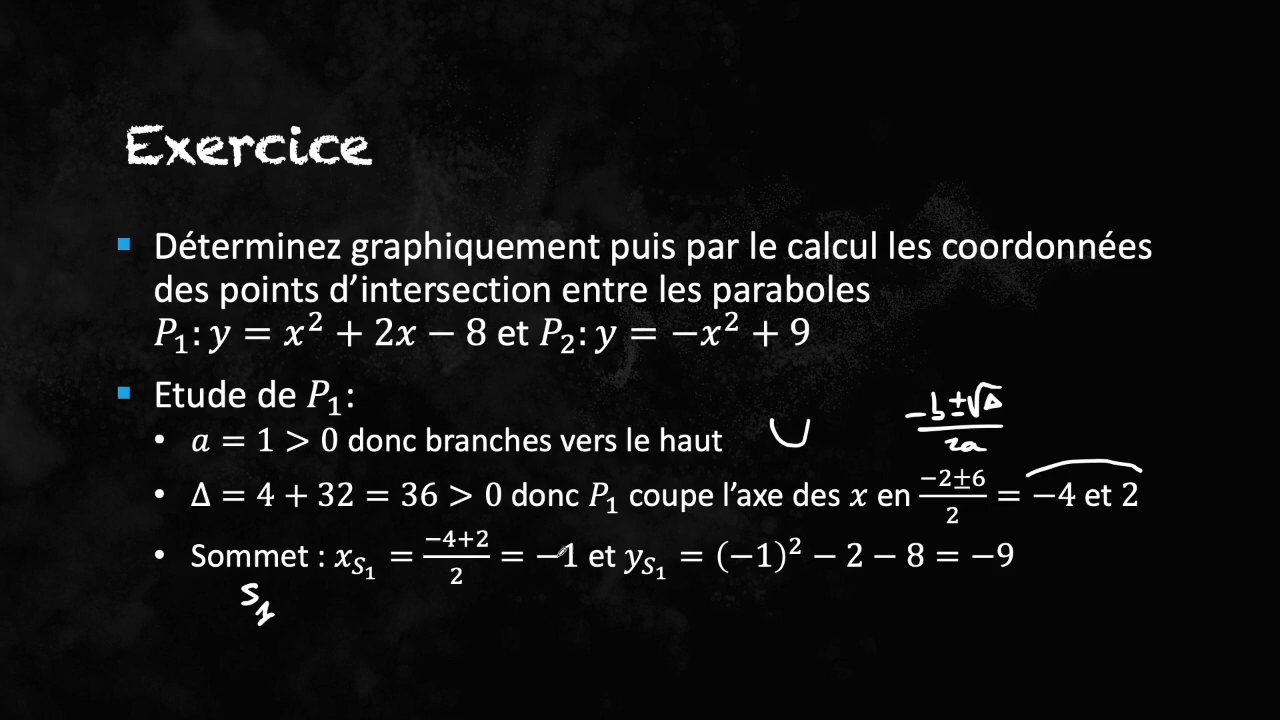 Exercice
Déterminez graphiquement puis par le calcul les coordonnées
des points d’intersection entre les paraboles
P₁: y = x² + 2x − 8 et P₂: y = −x² + 9
Etude de P₁:
a = 1 > 0 donc branches vers le haut
(-b ± √Δ)/2a
Δ = 4 + 32 = 36 > 0 donc P₁ coupe l’axe des x en (−2±6)/2 = −4 et 2
Sommet : x_S₁ = (−4+2)/2 = −1 et y_S₁ = (−1)² − 2 − 8 = −9
S₁